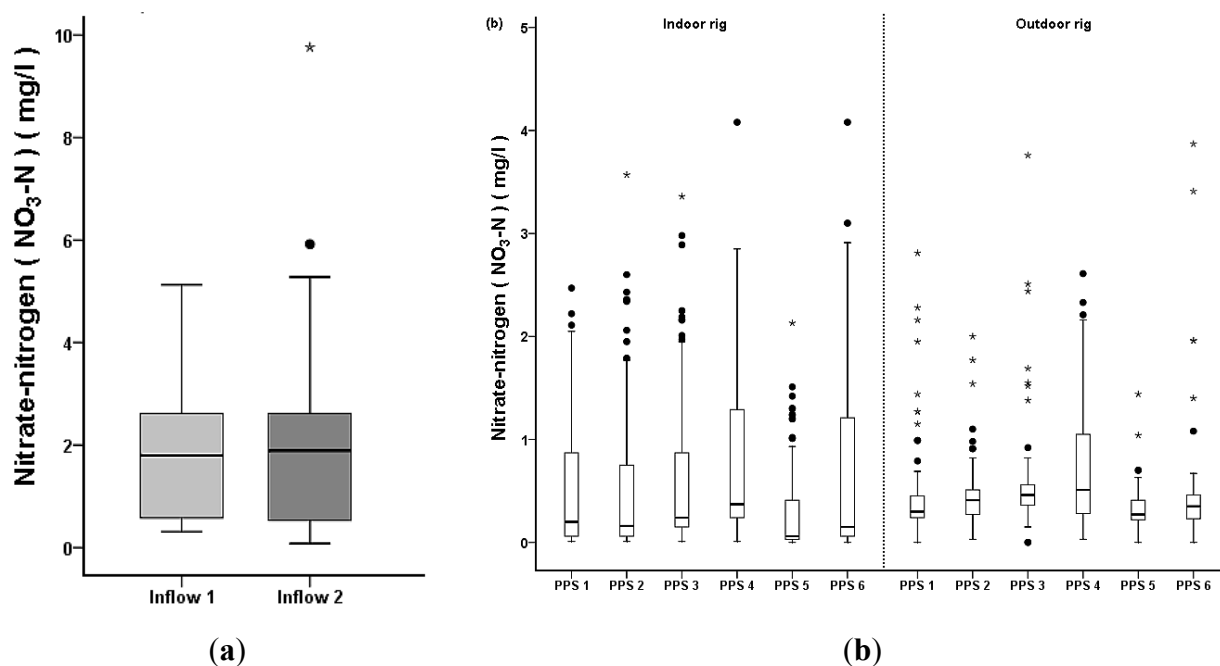 Nitrate-nitrogen ( NO₃-N ) ( mg/l )
10
8
6
4
2
0
Inflow 1 Inflow 2
(a)
(b)
Indoor rig Outdoor rig
Nitrate-nitrogen ( NO₃-N ) ( mg/l )
5
4
3
2
1
0
PPS 1 PPS 2 PPS 3 PPS 4 PPS 5 PPS 6 PPS 1 PPS 2 PPS 3 PPS 4 PPS 5 PPS 6
(b)